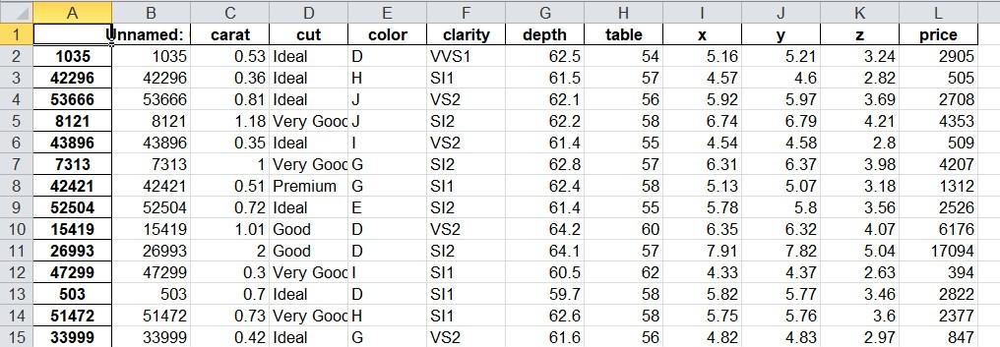 A B C D E F G H I J K L
1 Unnamed: carat cut color clarity depth table x y z price
2 1035 1035 0.53 Ideal D VVS1 62.5 54 5.16 5.21 3.24 2905
3 42296 42296 0.36 Ideal H SI1 61.5 57 4.57 4.6 2.82 505
4 53666 53666 0.81 Ideal J VS2 62.1 56 5.92 5.97 3.69 2708
5 8121 8121 1.18 Very Good J SI2 62.2 58 6.74 6.79 4.21 4353
6 43896 43896 0.35 Ideal I VS2 61.4 55 4.54 4.58 2.8 509
7 7313 7313 1 Very Good G SI2 62.8 57 6.31 6.37 3.98 4207
8 42421 42421 0.51 Premium G SI1 62.4 58 5.13 5.07 3.18 1312
9 52504 52504 0.72 Ideal E SI2 61.4 55 5.78 5.8 3.56 2526
10 15419 15419 1.01 Good D VS2 64.2 60 6.35 6.32 4.07 6176
11 26993 26993 2 Good D SI2 64.1 57 7.91 7.82 5.04 17094
12 47299 47299 0.3 Very Good I SI1 60.5 62 4.33 4.37 2.63 394
13 503 503 0.7 Ideal D SI1 59.7 58 5.82 5.77 3.46 2822
14 51472 51472 0.73 Very Good H SI1 62.6 58 5.75 5.76 3.6 2377
15 33999 33999 0.42 Ideal G VS2 61.6 56 4.82 4.83 2.97 847